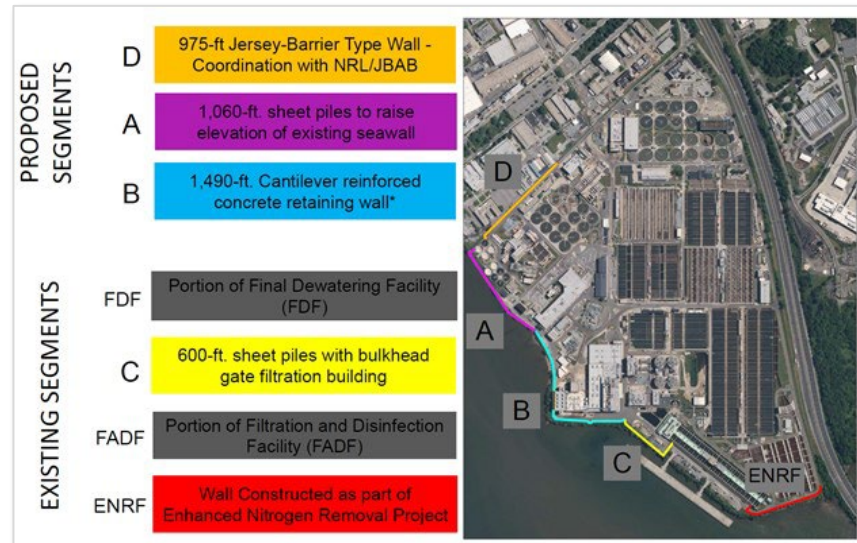 PROPOSED
SEGMENTS
D
975-ft Jersey-Barrier Type Wall -
Coordination with NRL/JBAB
A
1,060-ft. sheet piles to raise
elevation of existing seawall
B
1,490-ft. Cantilever reinforced
concrete retaining wall*
EXISTING SEGMENTS
FDF
Portion of Final Dewatering Facility
(FDF)
C
600-ft. sheet piles with bulkhead
gate filtration building
FADF
Portion of Filtration and Disinfection
Facility (FADF)
ENRF
Wall Constructed as part of
Enhanced Nitrogen Removal Project
D
A
B
C
ENRF